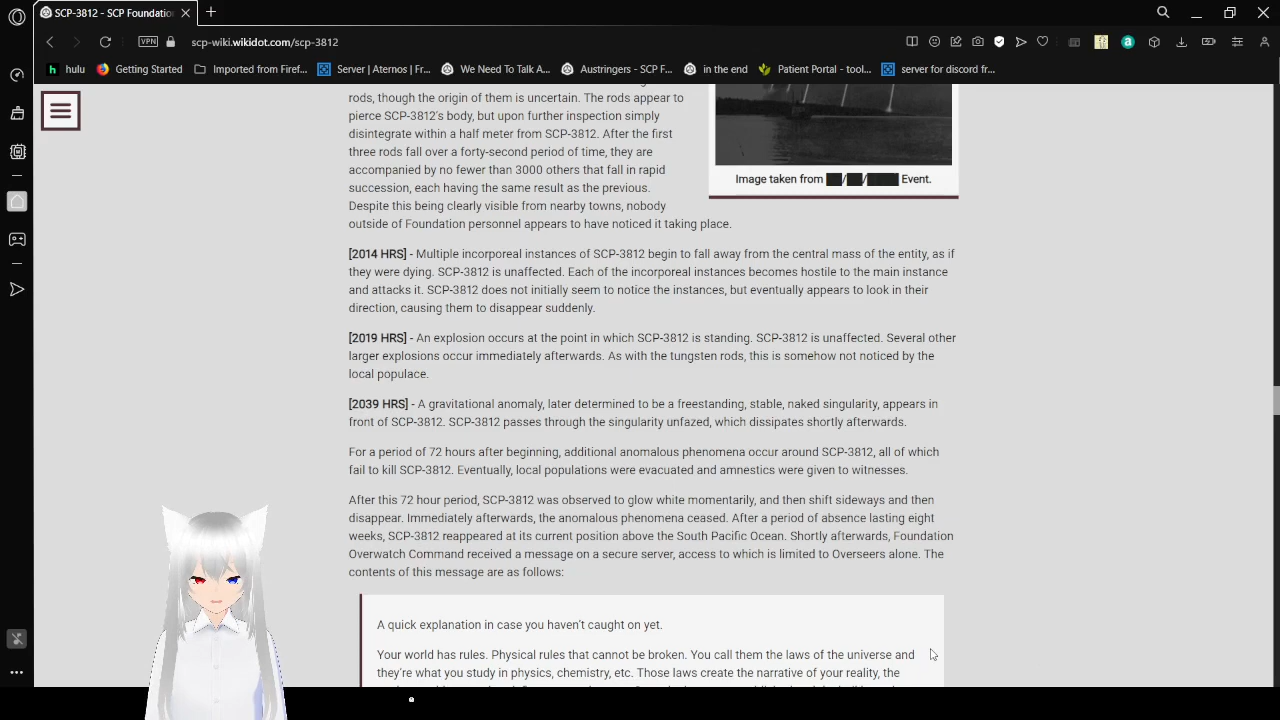 SCP-3812 - SCP Foundatio
VPN
scp-wiki.wikidot.com/scp-3812
hulu
Getting Started
Imported from Firef...
Server | Aternos | Fr...
We Need To Talk A...
Austringers - SCP F...
in the end
Patient Portal - tool...
server for discord fr...
rods, though the origin of them is uncertain. The rods appear to
pierce SCP-3812's body, but upon further inspection simply
disintegrate within a half meter from SCP-3812. After the first
three rods fall over a forty-second period of time, they are
accompanied by no fewer than 3000 others that fall in rapid
succession, each having the same result as the previous.
Despite this being clearly visible from nearby towns, nobody
outside of Foundation personnel appears to have noticed it taking place.
Image taken from ██/██/████ Event.
[2014 HRS] - Multiple incorporeal instances of SCP-3812 begin to fall away from the central mass of the entity, as if
they were dying. SCP-3812 is unaffected. Each of the incorporeal instances becomes hostile to the main instance
and attacks it. SCP-3812 does not initially seem to notice the instances, but eventually appears to look in their
direction, causing them to disappear suddenly.
[2019 HRS] - An explosion occurs at the point in which SCP-3812 is standing. SCP-3812 is unaffected. Several other
larger explosions occur immediately afterwards. As with the tungsten rods, this is somehow not noticed by the
local populace.
[2039 HRS] - A gravitational anomaly, later determined to be a freestanding, stable, naked singularity, appears in
front of SCP-3812. SCP-3812 passes through the singularity unfazed, which dissipates shortly afterwards.
For a period of 72 hours after beginning, additional anomalous phenomena occur around SCP-3812, all of which
fail to kill SCP-3812. Eventually, local populations were evacuated and amnestics were given to witnesses.
After this 72 hour period, SCP-3812 was observed to glow white momentarily, and then shift sideways and then
disappear. Immediately afterwards, the anomalous phenomena ceased. After a period of absence lasting eight
weeks, SCP-3812 reappeared at its current position above the South Pacific Ocean. Shortly afterwards, Foundation
Overwatch Command received a message on a secure server, access to which is limited to Overseers alone. The
contents of this message are as follows:
A quick explanation in case you haven't caught on yet.
Your world has rules. Physical rules that cannot be broken. You call them the laws of the universe and
they're what you study in physics, chemistry, etc. Those laws create the narrative of your reality, the